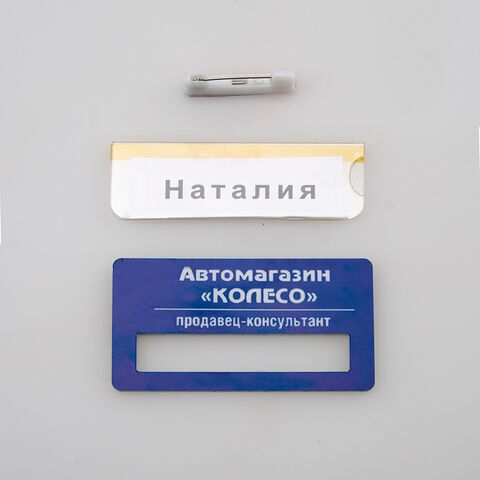 Наталия
Автомагазин
«КОЛЕСО»
продавец-консультант